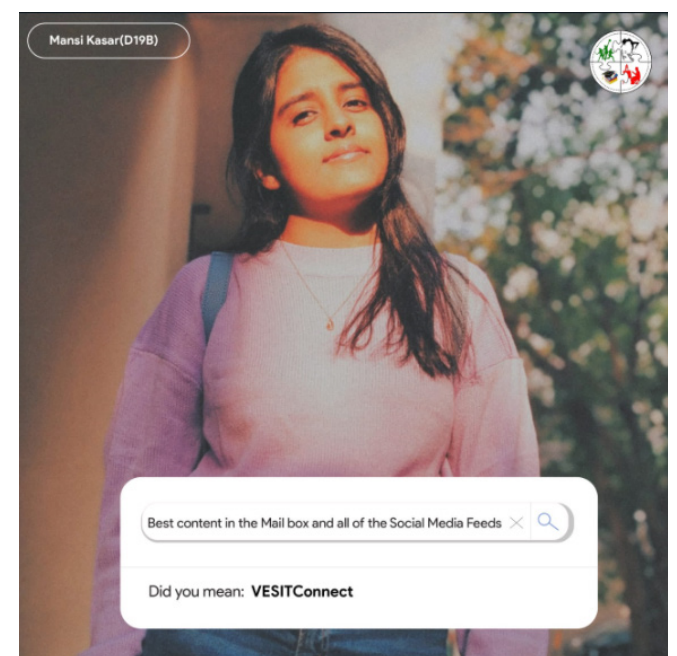 Mansi Kasar(D19B)
Best content in the Mail box and all of the Social Media Feeds
Did you mean: VESITConnect